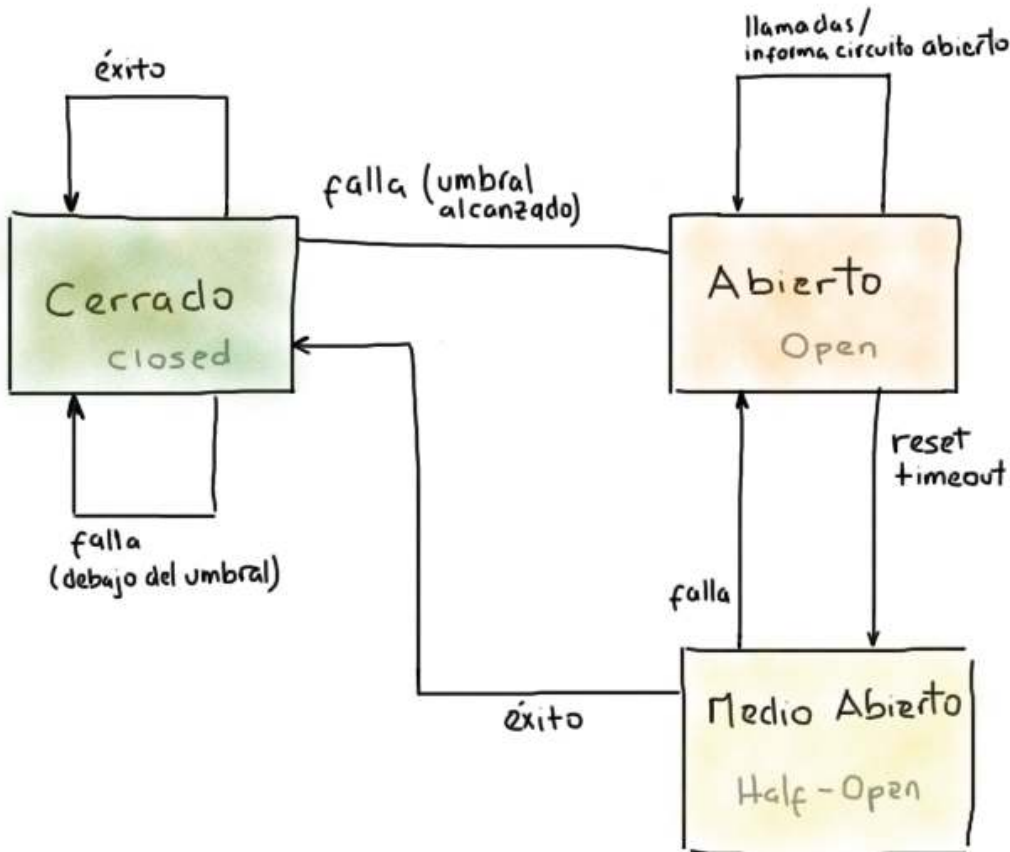 éxito
llamadas/
informa circuito abierto
falla (umbral
alcanzado)
Cerrado
Closed
Abierto
Open
reset
timeout
falla
(debajo del umbral)
falla
éxito
Medio Abierto
Half-Open